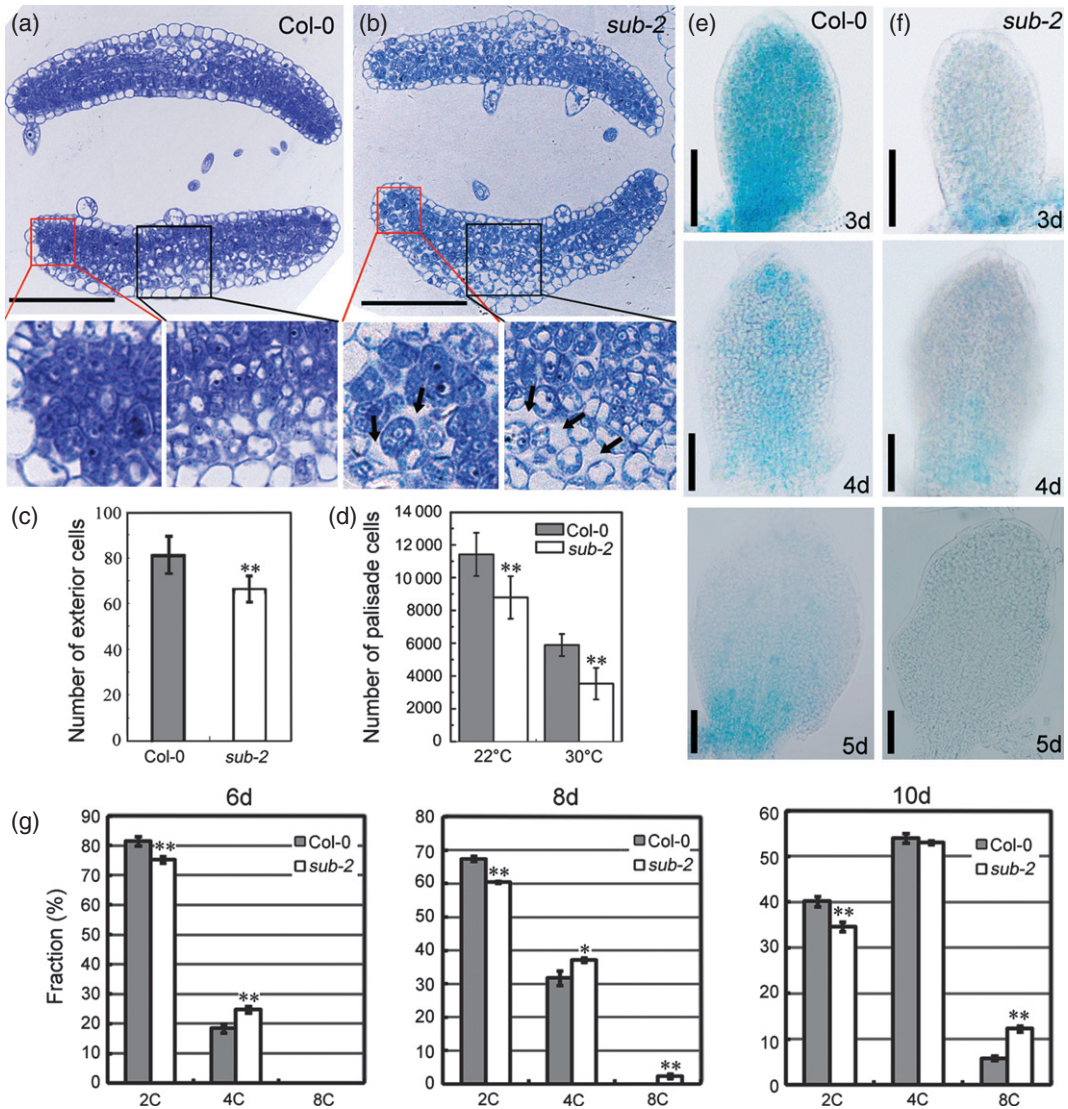 (a) Col-0
(b) sub-2
(e) Col-0
(f) sub-2
3d
3d
4d
4d
5d
5d
(c)
Number of exterior cells
100
80
60
40
20
0
**
Col-0 sub-2
(d)
Number of palisade cells
14 000
12 000
10 000
8000
6000
4000
2000
0
Col-0
sub-2
**
**
22°C 30°C
(g)
6d
Fraction (%)
90
80
70
60
50
40
30
20
10
0
Col-0
sub-2
**
**
2C 4C 8C
8d
70
60
50
40
30
20
10
0
Col-0
sub-2
**
*
**
2C 4C 8C
10d
60
50
40
30
20
10
0
Col-0
sub-2
**
**
2C 4C 8C